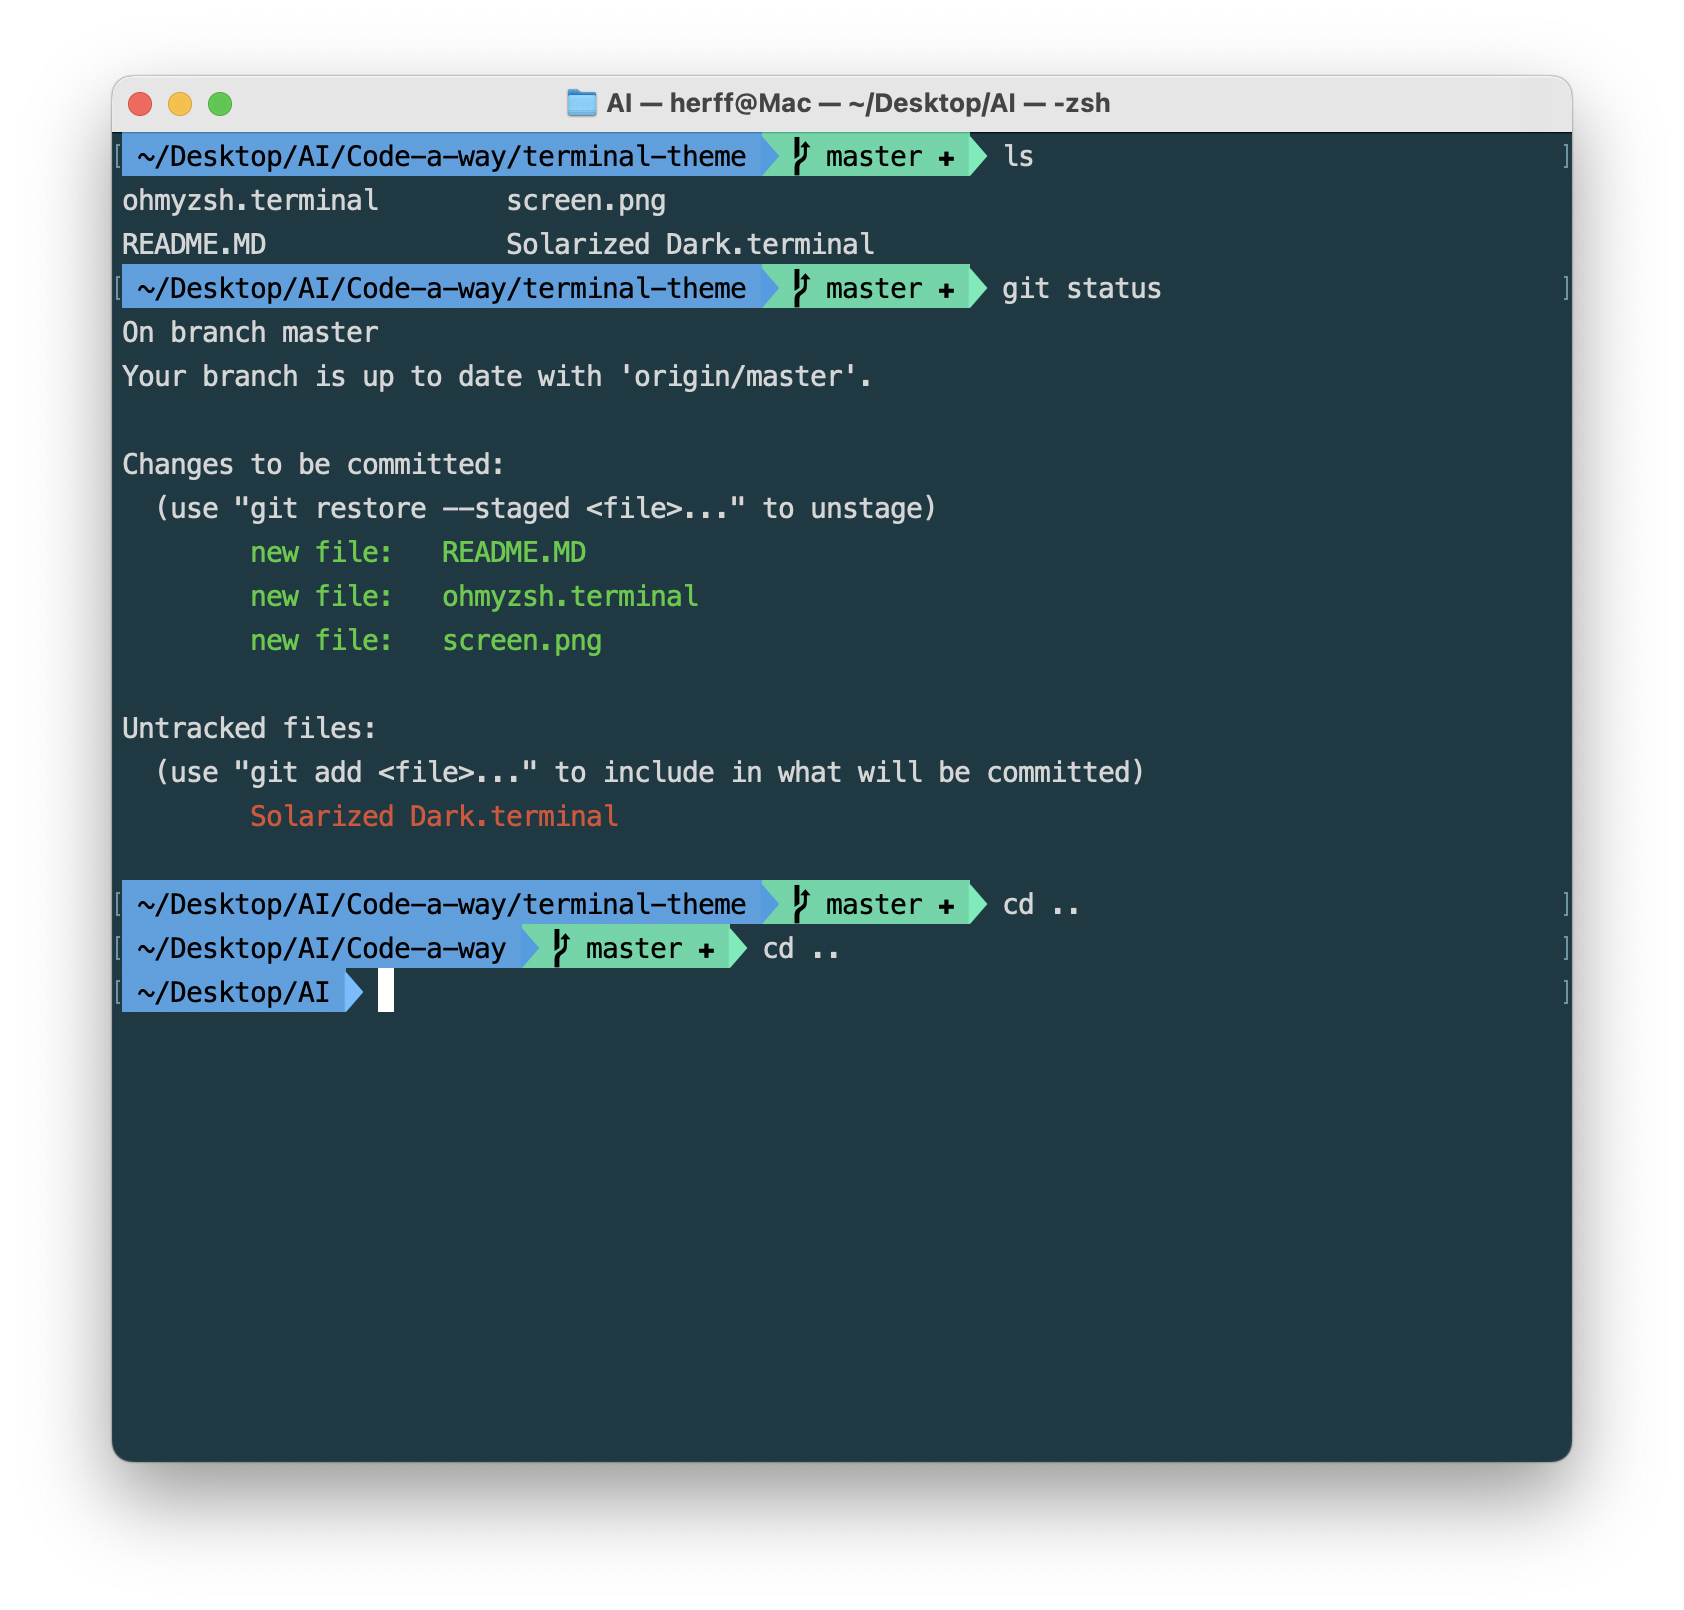 AI — herff@Mac — ~/Desktop/AI — -zsh
[ ~/Desktop/AI/Code-a-way/terminal-theme master ✚ ls ]
ohmyzsh.terminal        screen.png
README.MD               Solarized Dark.terminal
[ ~/Desktop/AI/Code-a-way/terminal-theme master ✚ git status ]
On branch master
Your branch is up to date with 'origin/master'.
Changes to be committed:
  (use "git restore --staged <file>..." to unstage)
        new file:   README.MD
        new file:   ohmyzsh.terminal
        new file:   screen.png
Untracked files:
  (use "git add <file>..." to include in what will be committed)
        Solarized Dark.terminal
[ ~/Desktop/AI/Code-a-way/terminal-theme master ✚ cd .. ]
[ ~/Desktop/AI/Code-a-way master ✚ cd .. ]
[ ~/Desktop/AI ]